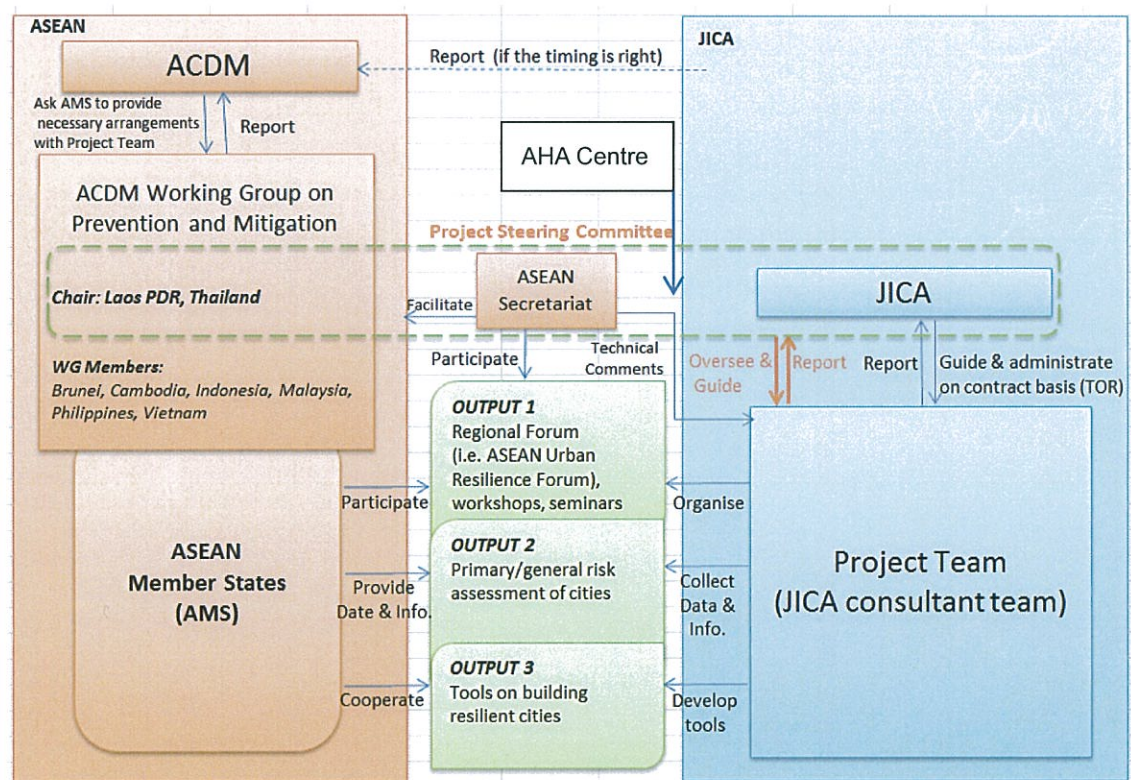 ASEAN
ACDM
Ask AMS to provide
necessary arrangements
with Project Team
Report
ACDM Working Group on
Prevention and Mitigation
Chair: Laos PDR, Thailand
WG Members:
Brunei, Cambodia, Indonesia, Malaysia,
Philippines, Vietnam
ASEAN
Member States
(AMS)
Report (if the timing is right)
AHA Centre
Project Steering Committee
ASEAN
Secretariat
Facilitate
Participate
Technical
Comments
OUTPUT 1
Regional Forum
(i.e. ASEAN Urban
Resilience Forum),
workshops, seminars
Participate
Organise
OUTPUT 2
Primary/general risk
assessment of cities
Provide
Date & Info.
Collect
Data &
Info.
OUTPUT 3
Tools on building
resilient cities
Cooperate
Develop
tools
JICA
JICA
Oversee &
Guide
Report
Report
Guide & administrate
on contract basis (TOR)
Project Team
(JICA consultant team)